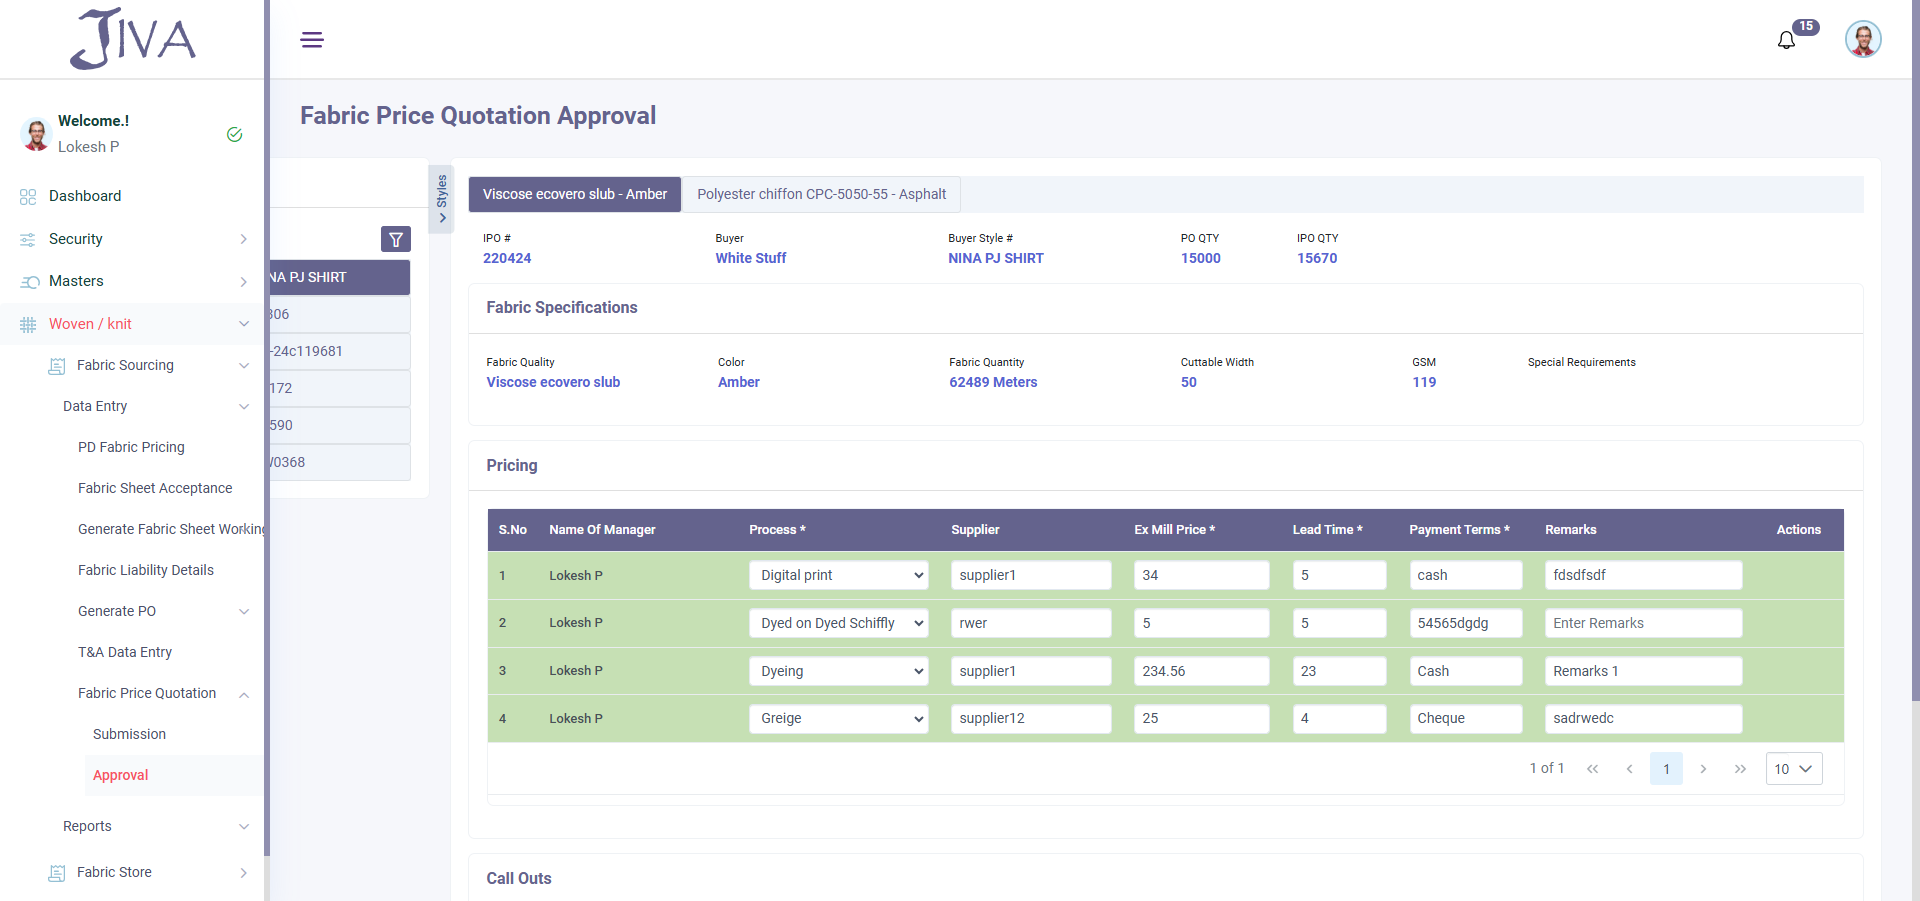 JIVA
15
Welcome.!
Lokesh P
Dashboard
Security
Masters
Woven / knit
Fabric Sourcing
Data Entry
PD Fabric Pricing
Fabric Sheet Acceptance
Generate Fabric Sheet Working
Fabric Liability Details
Generate PO
T&A Data Entry
Fabric Price Quotation
Submission
Approval
Reports
Fabric Store
Fabric Price Quotation Approval
NA PJ SHIRT
306
-24c119681
172
590
V0368
Styles
Viscose ecovero slub - Amber Polyester chiffon CPC-5050-55 - Asphalt
IPO # Buyer Buyer Style # PO QTY IPO QTY
220424 White Stuff NINA PJ SHIRT 15000 15670
Fabric Specifications
Fabric Quality Color Fabric Quantity Cuttable Width GSM Special Requirements
Viscose ecovero slub Amber 62489 Meters 50 119
Pricing
S.No Name Of Manager Process * Supplier Ex Mill Price * Lead Time * Payment Terms * Remarks Actions
1 Lokesh P Digital print supplier1 34 5 cash fdsdfsdf
2 Lokesh P Dyed on Dyed Schiffly rwer 5 5 54565dgdg Enter Remarks
3 Lokesh P Dyeing supplier1 234.56 23 Cash Remarks 1
4 Lokesh P Greige supplier12 25 4 Cheque sadrwedc
1 of 1 1 10
Call Outs